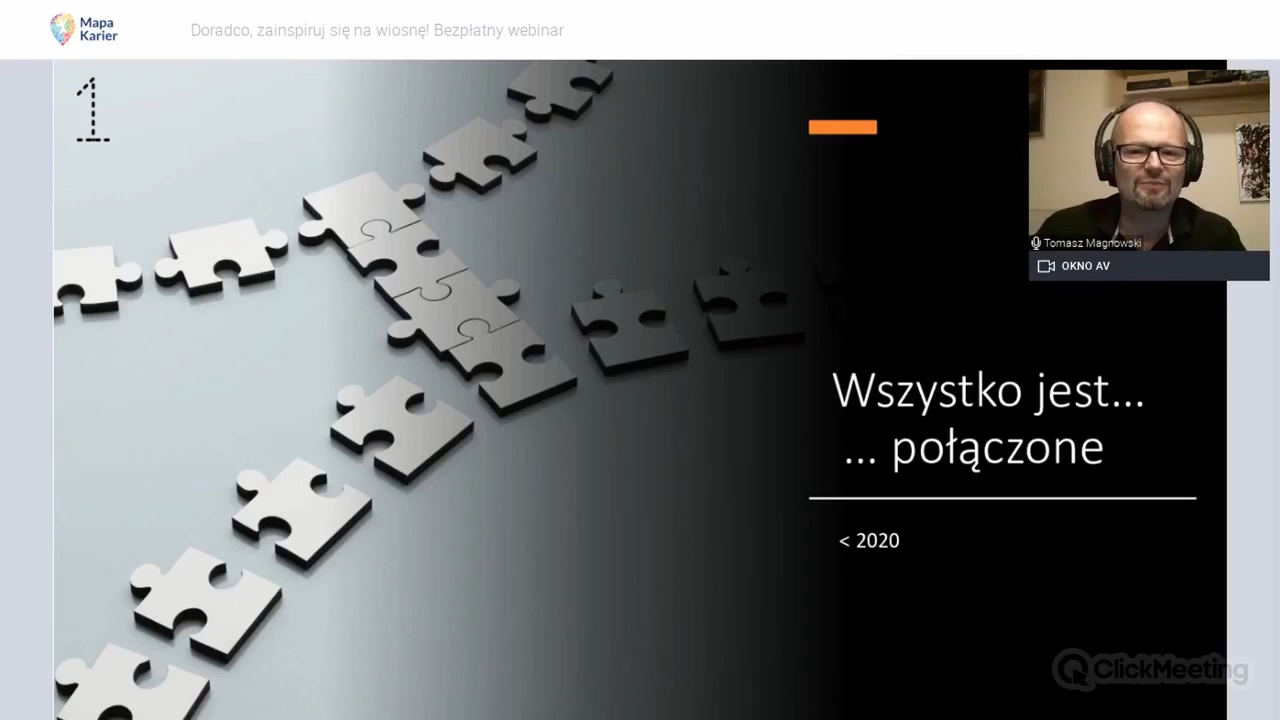 Mapa
Karier
Doradco, zainspiruj się na wiosnę! Bezpłatny webinar
1
Tomasz Magnowski
OKNO AV
Wszystko jest...
... połączone
< 2020
ClickMeeting